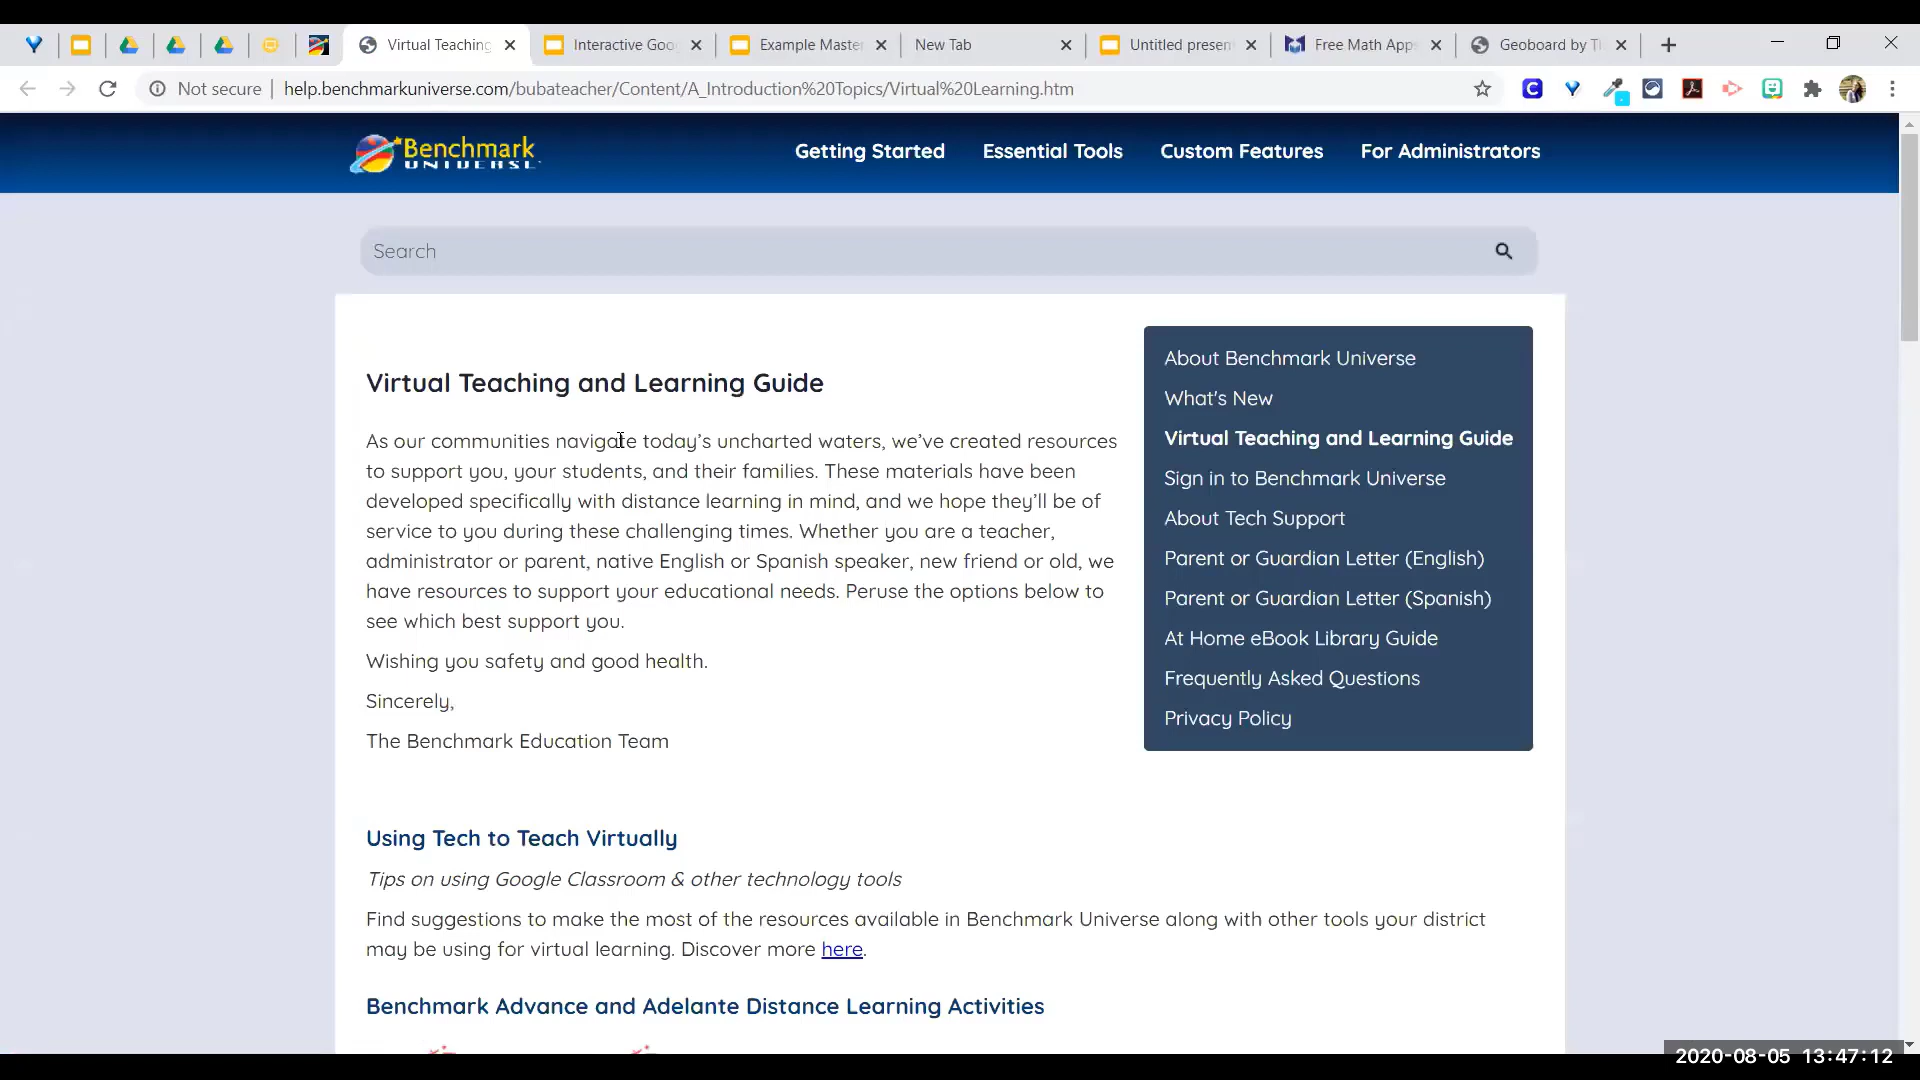 Virtual Teaching
Interactive Goo
Example Master
New Tab
Untitled presen
Free Math Apps
Geoboard by T
Not secure
help.benchmarkuniverse.com/bubateacher/Content/A_Introduction%20Topics/Virtual%20Learning.htm
Benchmark
UNIVERSE
Getting Started
Essential Tools
Custom Features
For Administrators
Search
Virtual Teaching and Learning Guide
As our communities navigate today's uncharted waters, we've created resources
to support you, your students, and their families. These materials have been
developed specifically with distance learning in mind, and we hope they'll be of
service to you during these challenging times. Whether you are a teacher,
administrator or parent, native English or Spanish speaker, new friend or old, we
have resources to support your educational needs. Peruse the options below to
see which best support you.
Wishing you safety and good health.
Sincerely,
The Benchmark Education Team
About Benchmark Universe
What's New
Virtual Teaching and Learning Guide
Sign in to Benchmark Universe
About Tech Support
Parent or Guardian Letter (English)
Parent or Guardian Letter (Spanish)
At Home eBook Library Guide
Frequently Asked Questions
Privacy Policy
Using Tech to Teach Virtually
Tips on using Google Classroom & other technology tools
Find suggestions to make the most of the resources available in Benchmark Universe along with other tools your district
may be using for virtual learning. Discover more here.
Benchmark Advance and Adelante Distance Learning Activities
2020-08-05 13:47:12